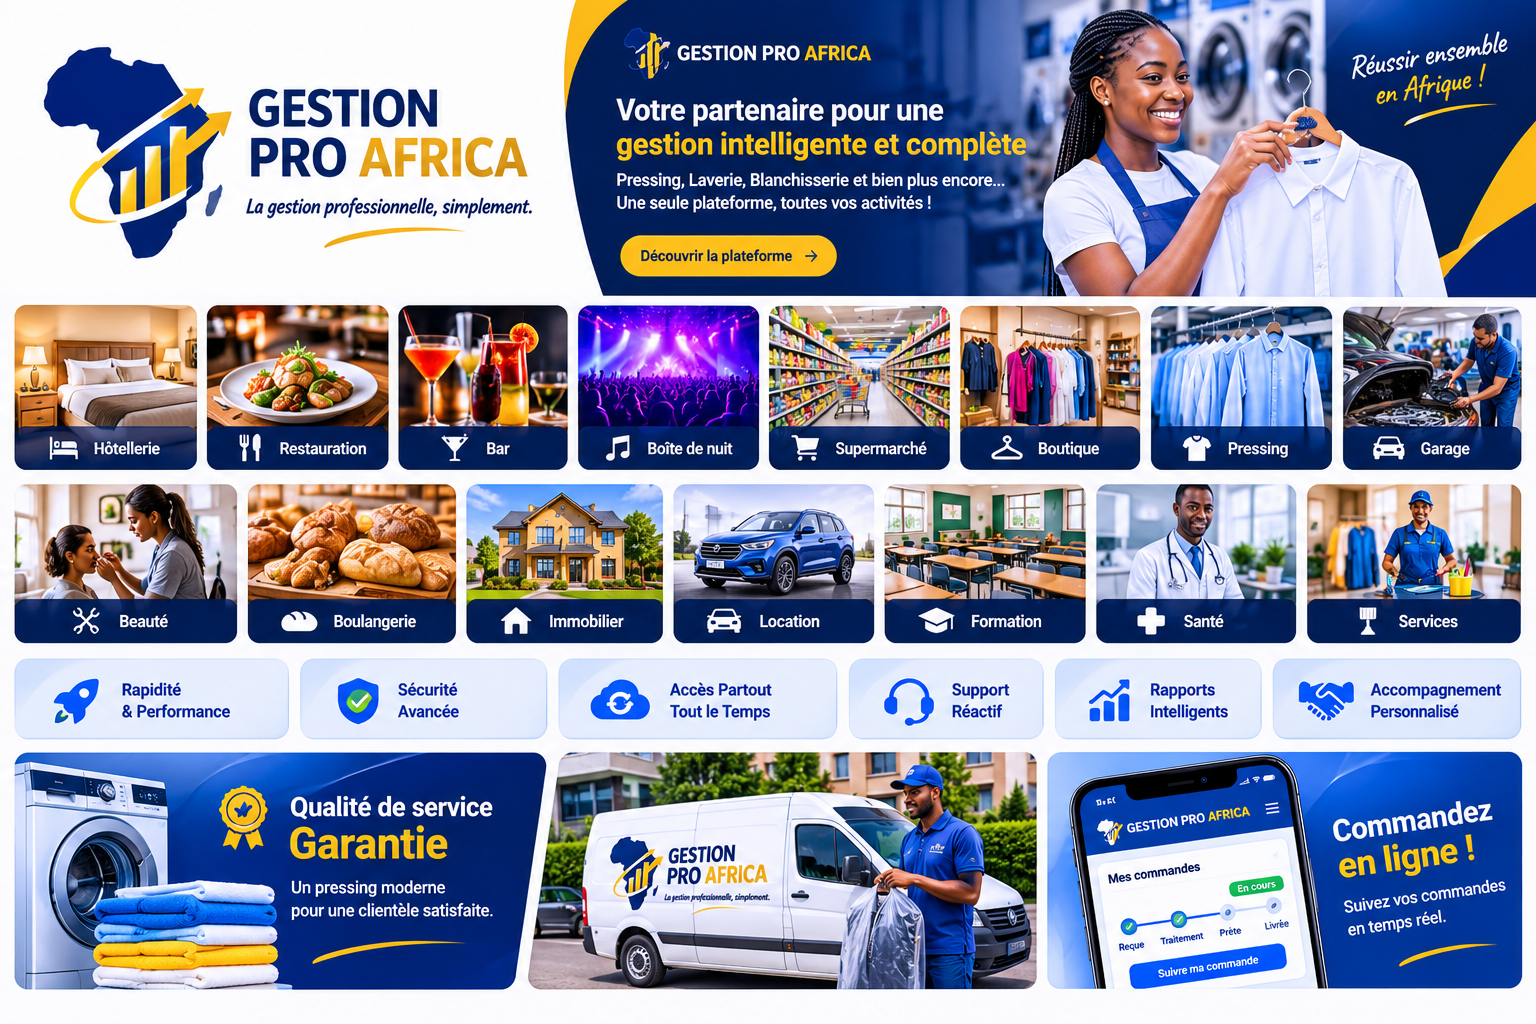 GESTION
PRO AFRICA
La gestion professionnelle, simplement.
GESTION PRO AFRICA
Votre partenaire pour une
gestion intelligente et complète
Pressing, Laverie, Blanchisserie et bien plus encore...
Une seule plateforme, toutes vos activités !
Découvrir la plateforme →
Réussir ensemble
en Afrique !
Hôtellerie
Restauration
Bar
Boîte de nuit
Supermarché
Boutique
Pressing
Garage
Beauté
Boulangerie
Immobilier
Location
Formation
Santé
Services
Rapidité
& Performance
Sécurité
Avancée
Accès Partout
Tout le Temps
Support
Réactif
Rapports
Intelligents
Accompagnement
Personnalisé
Qualité de service
Garantie
Un pressing moderne
pour une clientèle satisfaite.
GESTION
PRO AFRICA
La gestion professionnelle, simplement.
GESTION PRO AFRICA
Mes commandes
En cours
Reque
Traitement
Prète
Livrée
Suivre ma commande
Commandez
en ligne !
Suivez vos commandes
en temps réel.